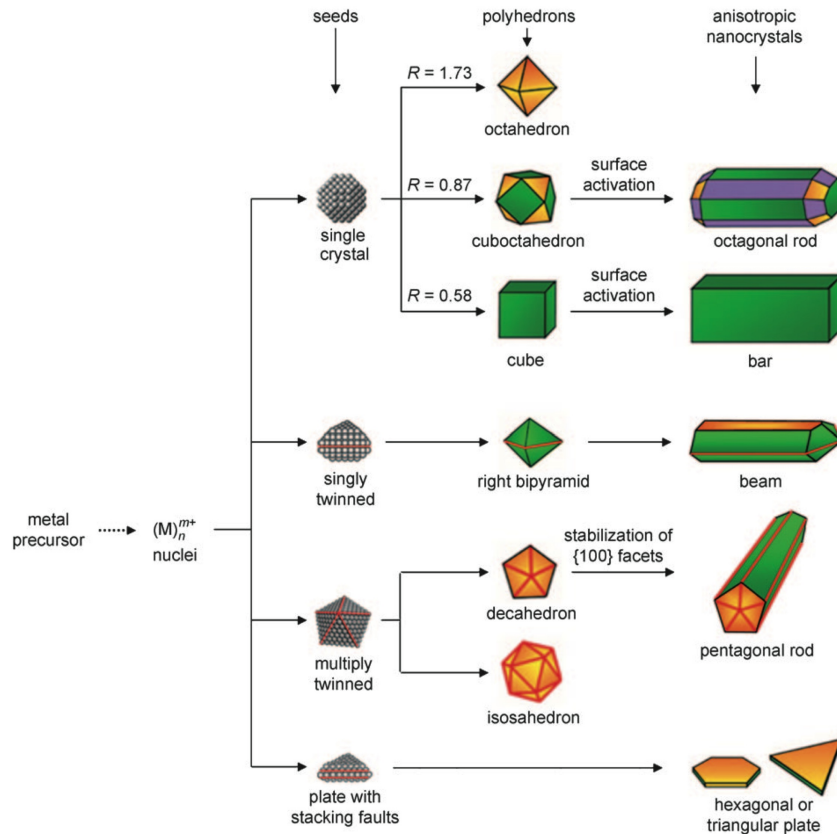 seeds
polyhedrons
anisotropic
nanocrystals
R = 1.73
octahedron
R = 0.87
surface
activation
single
crystal
cuboctahedron
octagonal rod
R = 0.58
surface
activation
cube
bar
singly
twinned
right bipyramid
beam
metal
precursor
(M)ₙᵐ⁺
nuclei
stabilization of
{100} facets
decahedron
multiply
twinned
pentagonal rod
isosahedron
plate with
stacking faults
hexagonal or
triangular plate